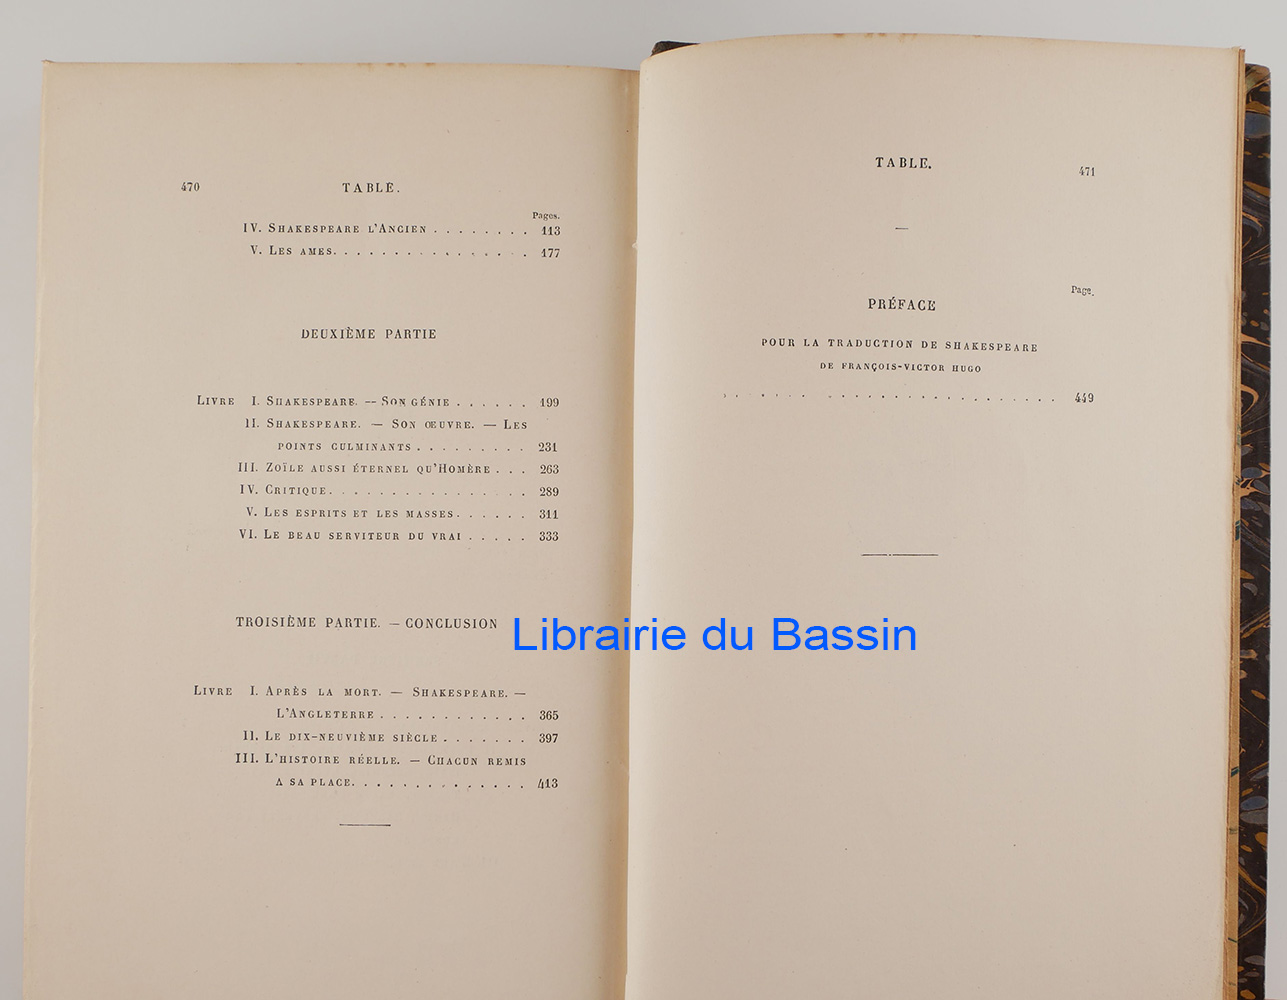 470 TABLE.
Pages.
IV. SHAKESPEARE L'ANCIEN . . . . . . . . 113
V. LES AMES. . . . . . . . . . . . . . . 177
DEUXIÈME PARTIE
LIVRE I. SHAKESPEARE. — SON GÉNIE . . . . . . 199
II. SHAKESPEARE. — SON ŒUVRE. — LES
POINTS CULMINANTS . . . . . . . . . 231
III. ZOÏLE AUSSI ÉTERNEL QU'HOMÈRE . . . 263
IV. CRITIQUE. . . . . . . . . . . . . . . . 289
V. LES ESPRITS ET LES MASSES. . . . . . 311
VI. LE BEAU SERVITEUR DU VRAI . . . . . 333
TROISIÈME PARTIE. — CONCLUSION
LIVRE I. APRÈS LA MORT. — SHAKESPEARE. —
L'ANGLETERRE . . . . . . . . . . . . 365
II. LE DIX-NEUVIÈME SIÈCLE . . . . . . . 397
III. L'HISTOIRE RÉELLE. — CHACUN REMIS
A SA PLACE. . . . . . . . . . . . . . 413
TABLE. 471
Page.
PRÉFACE
POUR LA TRADUCTION DE SHAKESPEARE
DE FRANÇOIS-VICTOR HUGO
. . . . . . . . . . . . . . . . . . . . . . . . . 449
Librairie du Bassin